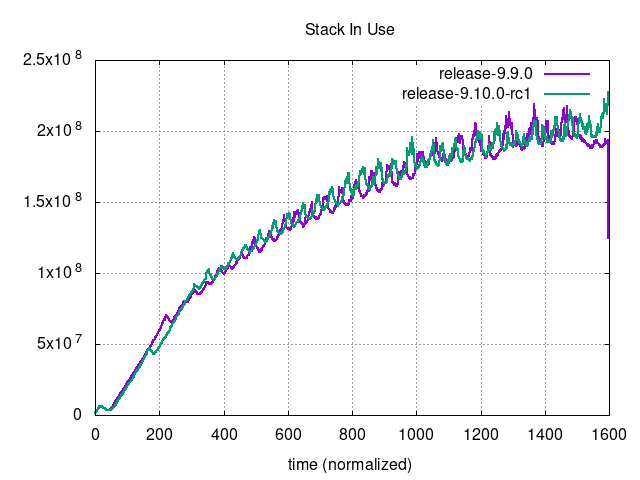 Stack In Use
2.5x10^8
release-9.9.0
release-9.10.0-rc1
2x10^8
1.5x10^8
1x10^8
5x10^7
0
0 200 400 600 800 1000 1200 1400 1600
time (normalized)